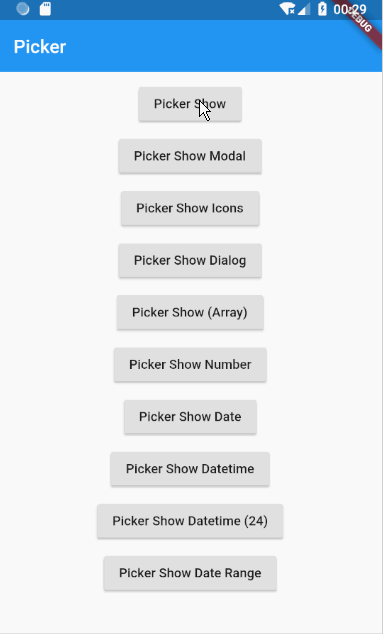 00:29
DEBUG
Picker
Picker Show
Picker Show Modal
Picker Show Icons
Picker Show Dialog
Picker Show (Array)
Picker Show Number
Picker Show Date
Picker Show Datetime
Picker Show Datetime (24)
Picker Show Date Range